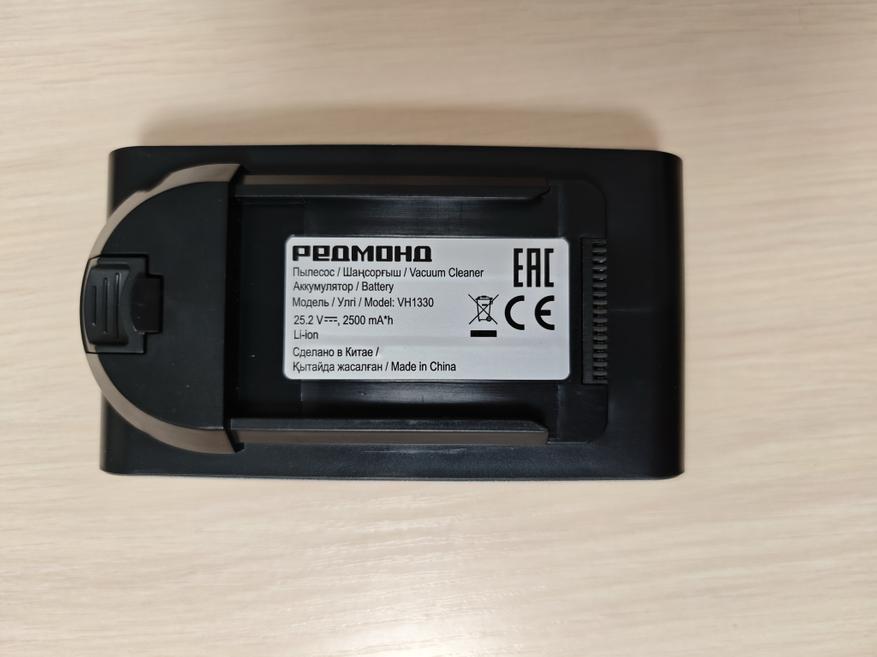 РЕДМОНД
Пылесос / Шаңсорғыш / Vacuum Cleaner
Аккумулятор / Battery
Модель / Улгі / Model: VH1330
25.2 V⎓, 2500 mA*h
Li-ion
Сделано в Китае /
Қытайда жасалған / Made in China
EAC
CE